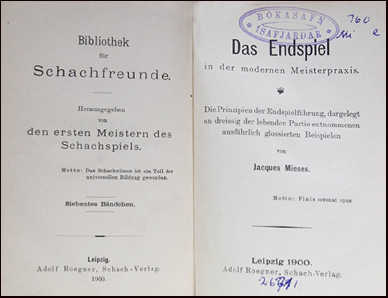 Bibliothek
für
Schachfreunde.
Herausgegeben
von
den ersten Meistern des
Schachspiels.
Motto: Das Schachwissen ist ein Teil der
universellen Bildung geworden.
Siebentes Bändchen.
Leipzig.
Adolf Roegner, Schach-Verlag.
1900.
BÓKASAFN
ÍSAFJARÐAR
760
Das Endspiel
in der modernen Meisterpraxis.
Die Prinzipien der Endspielführung, dargelegt
an dreissig der lebenden Partie entnommenen
ausführlich glossierten Beispielen
von
Jacques Mieses.
Motto: Finis coronat opus.
Leipzig 1900.
Adolf Roegner, Schach-Verlag.